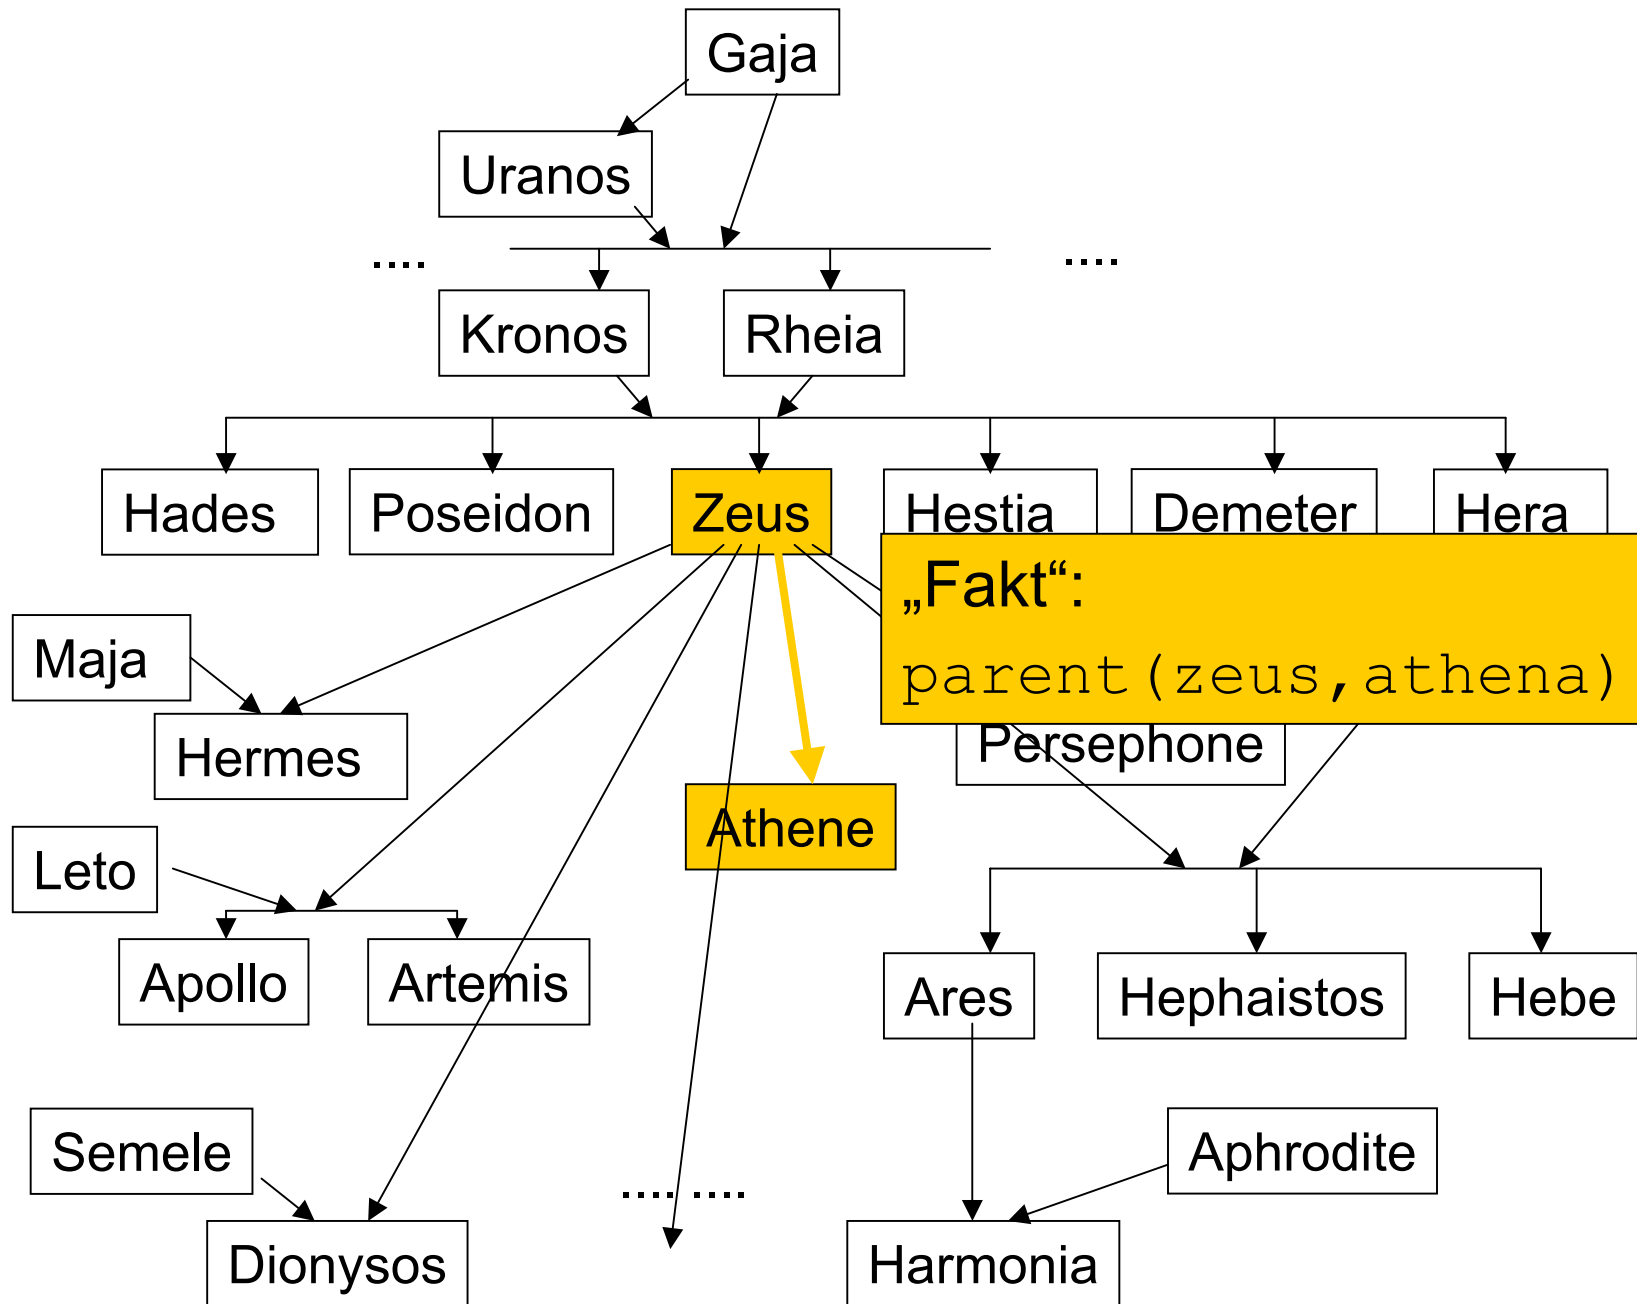 Gaja
Uranos
.... ....
Kronos Rheia
Hades Poseidon Zeus Hestia Demeter Hera
„Fakt“:
parent(zeus,athena)
Maja
Hermes
Persephone
Athene
Leto
Apollo Artemis
Ares Hephaistos Hebe
Semele
Aphrodite
.... ....
Dionysos
Harmonia